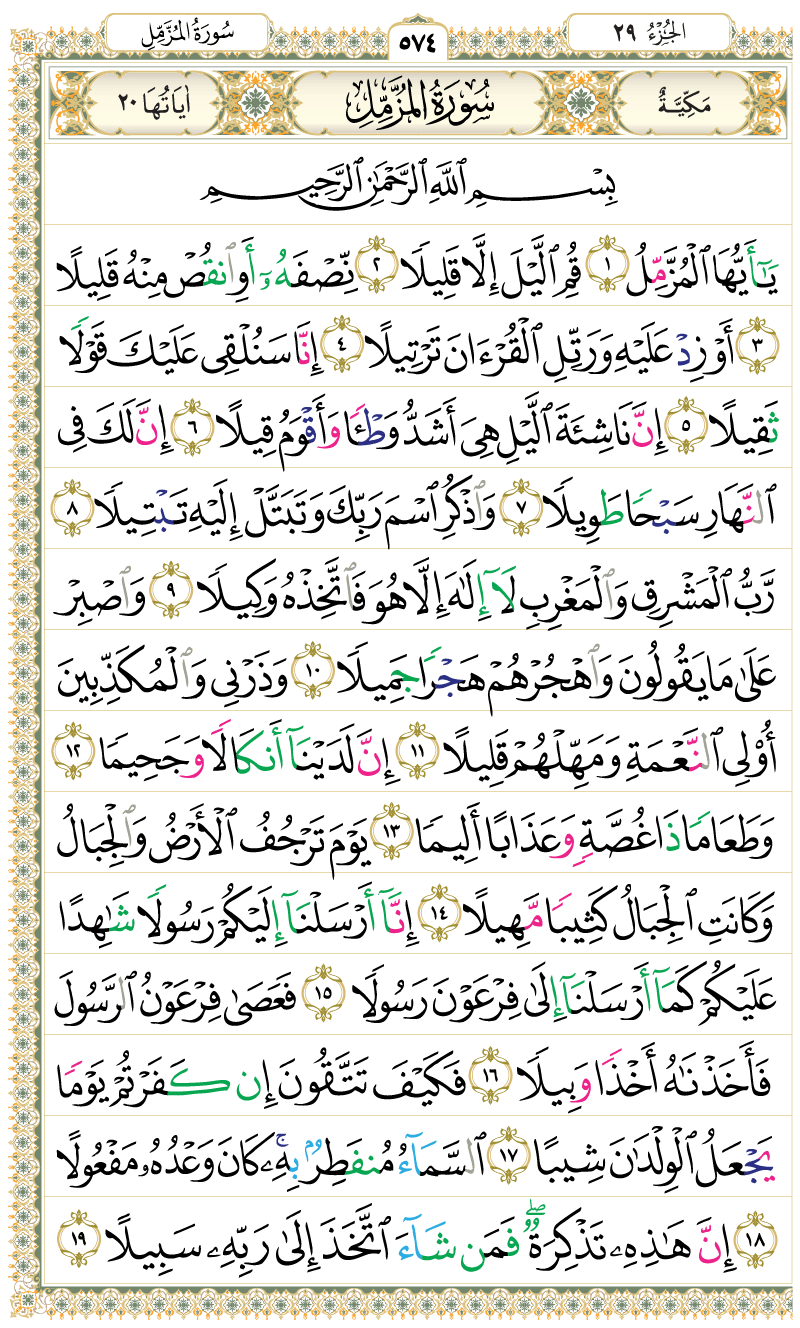 الجُزْءُ ٢٩
٥٧٤
سُورَةُ المُزَّمِّلِ
مَكِّيَّةٌ
سُورَةُ المُزَّمِّلِ
اٰيَاتُهَا ٢٠
بِسْمِ ٱللَّهِ ٱلرَّحْمَٰنِ ٱلرَّحِيمِ
يَٰٓأَيُّهَا ٱلْمُزَّمِّلُ ١ قُمِ ٱلَّيْلَ إِلَّا قَلِيلًا ٢ نِّصْفَهُۥٓ أَوِ ٱنقُصْ مِنْهُ قَلِيلًا
٣ أَوْ زِدْ عَلَيْهِ وَرَتِّلِ ٱلْقُرْءَانَ تَرْتِيلًا ٤ إِنَّا سَنُلْقِى عَلَيْكَ قَوْلًا
ثَقِيلًا ٥ إِنَّ نَاشِئَةَ ٱلَّيْلِ هِىَ أَشَدُّ وَطْـًٔا وَأَقْوَمُ قِيلًا ٦ إِنَّ لَكَ فِى
ٱلنَّهَارِ سَبْحًا طَوِيلًا ٧ وَٱذْكُرِ ٱسْمَ رَبِّكَ وَتَبَتَّلْ إِلَيْهِ تَبْتِيلًا ٨
رَّبُّ ٱلْمَشْرِقِ وَٱلْمَغْرِبِ لَآ إِلَٰهَ إِلَّا هُوَ فَٱتَّخِذْهُ وَكِيلًا ٩ وَٱصْبِرْ
عَلَىٰ مَا يَقُولُونَ وَٱهْجُرْهُمْ هَجْرًا جَمِيلًا ١٠ وَذَرْنِى وَٱلْمُكَذِّبِينَ
أُو۟لِى ٱلنَّعْمَةِ وَمَهِّلْهُمْ قَلِيلًا ١١ إِنَّ لَدَيْنَآ أَنكَالًا وَجَحِيمًا ١٢
وَطَعَامًا ذَا غُصَّةٍ وَعَذَابًا أَلِيمًا ١٣ يَوْمَ تَرْجُفُ ٱلْأَرْضُ وَٱلْجِبَالُ
وَكَانَتِ ٱلْجِبَالُ كَثِيبًا مَّهِيلًا ١٤ إِنَّآ أَرْسَلْنَآ إِلَيْكُمْ رَسُولًا شَٰهِدًا
عَلَيْكُمْ كَمَآ أَرْسَلْنَآ إِلَىٰ فِرْعَوْنَ رَسُولًا ١٥ فَعَصَىٰ فِرْعَوْنُ ٱلرَّسُولَ
فَأَخَذْنَٰهُ أَخْذًا وَبِيلًا ١٦ فَكَيْفَ تَتَّقُونَ إِن كَفَرْتُمْ يَوْمًا
يَجْعَلُ ٱلْوِلْدَٰنَ شِيبًا ١٧ ٱلسَّمَآءُ مُنفَطِرٌۢ بِهِۦۚ كَانَ وَعْدُهُۥ مَفْعُولًا
١٨ إِنَّ هَٰذِهِۦ تَذْكِرَةٌۖ فَمَن شَآءَ ٱتَّخَذَ إِلَىٰ رَبِّهِۦ سَبِيلًا ١٩